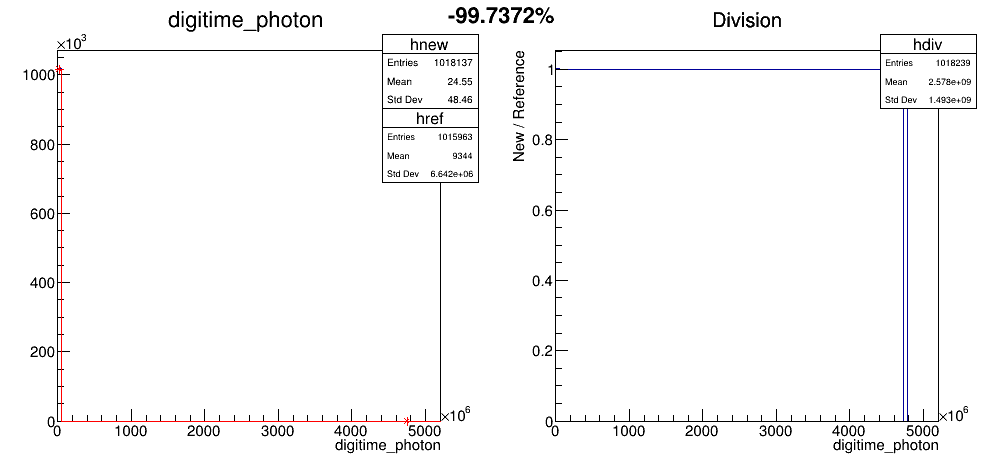 digitime_photon
-99.7372%
Division
×10³
hnew
Entries 1018137
Mean 24.55
Std Dev 48.46
href
Entries 1015963
Mean 9344
Std Dev 6.642e+06
1000
800
600
400
200
0
0 1000 2000 3000 4000 5000
×10⁶
digitime_photon
hdiv
Entries 1018239
Mean 2.578e+09
Std Dev 1.493e+09
New / Reference
1
0.8
0.6
0.4
0.2
0
0 1000 2000 3000 4000 5000
×10⁶
digitime_photon